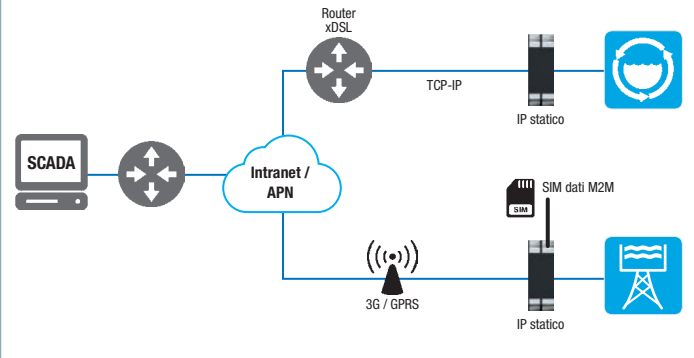 Router
xDSL
TCP-IP
IP statico
SCADA
Intranet /
APN
SIM
SIM dati M2M
3G / GPRS
IP statico